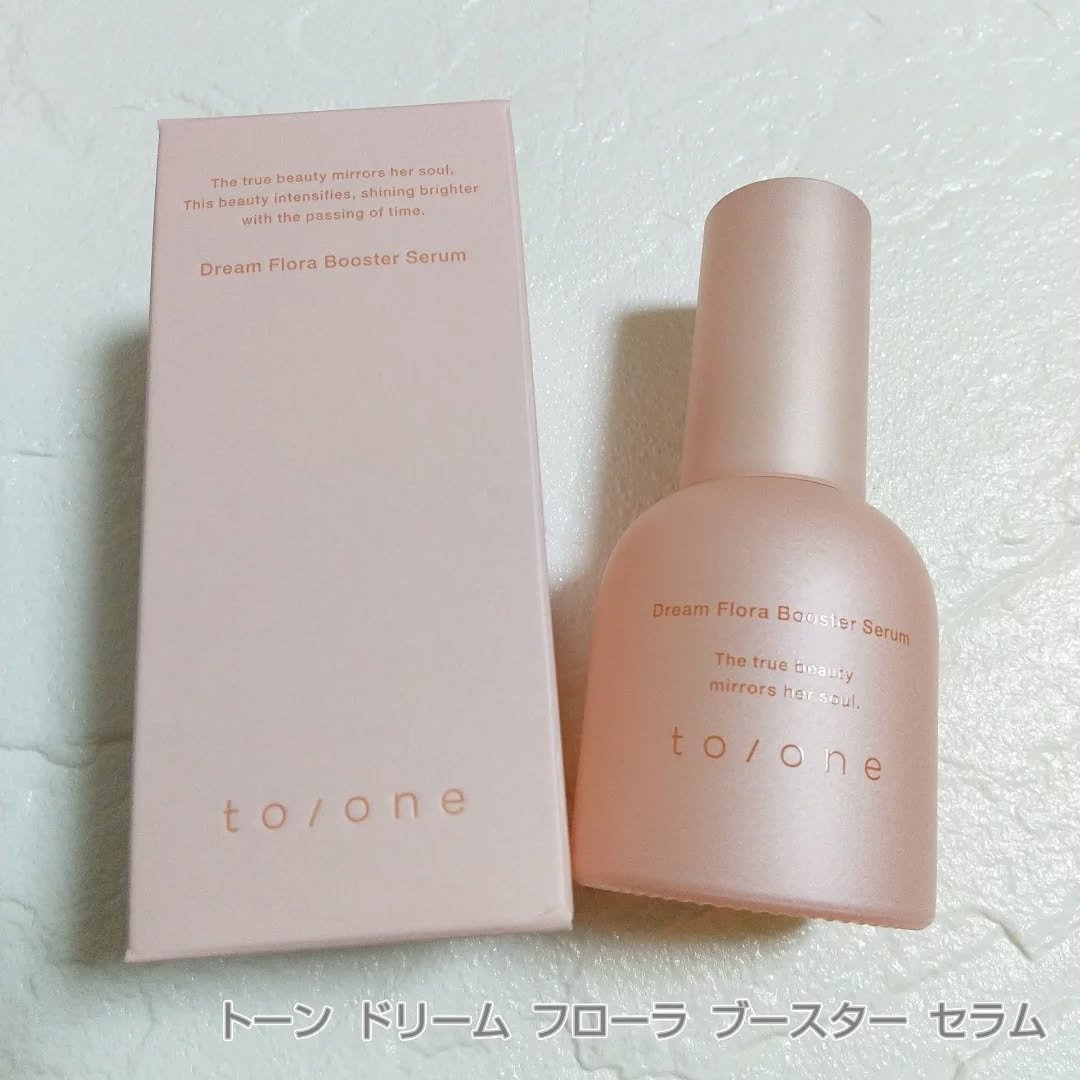 The true beauty mirrors her soul.
This beauty intensifies, shining brighter
with the passing of time.
Dream Flora Booster Serum
to/one
Dream Flora Booster Serum
The true beauty
mirrors her soul.
to/one
トーン ドリーム フローラ ブースター セラム